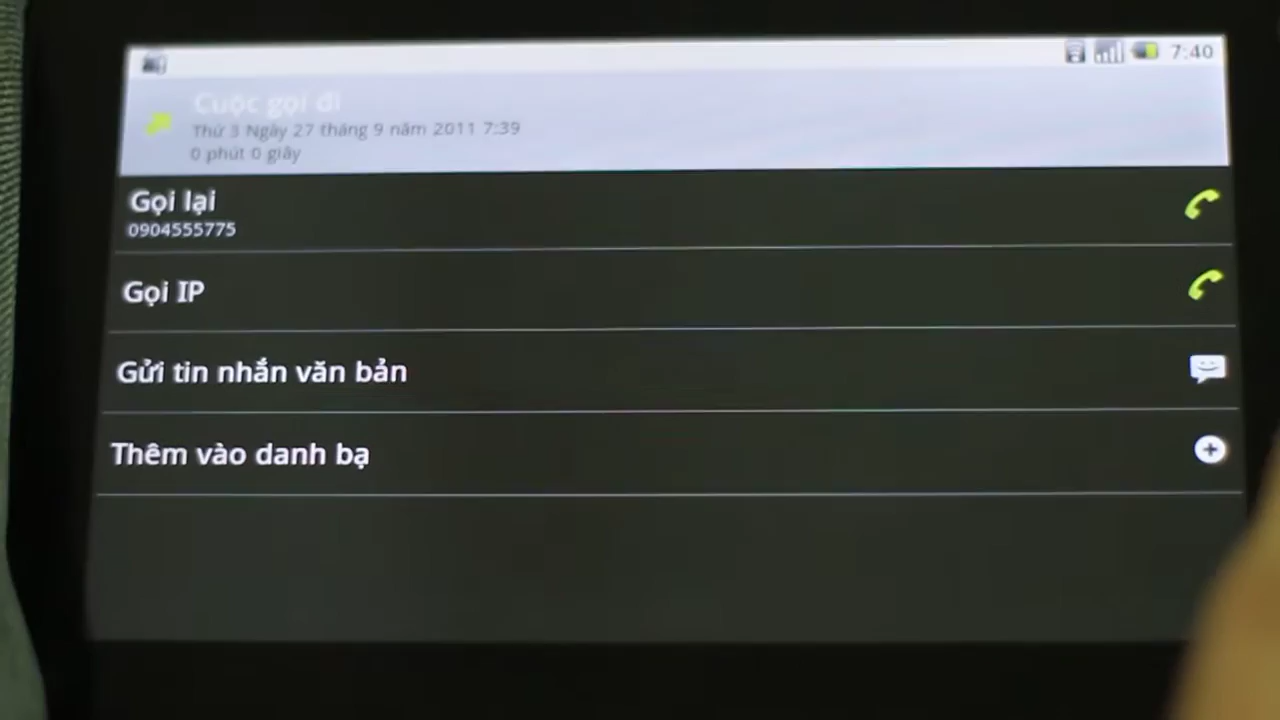 7:40
Cuộc gọi đi
Thứ 3 Ngày 27 tháng 9 năm 2011 7:39
0 phút 0 giây
Gọi lại
0904555775
Gọi IP
Gửi tin nhắn văn bản
Thêm vào danh bạ